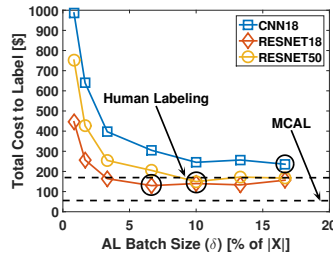 Total Cost to Label [$]
1000
900
800
700
600
500
400
300
200
100
0
CNN18
RESNET18
RESNET50
Human Labeling
MCAL
0 5 10 15 20
AL Batch Size (δ) [% of |X|]